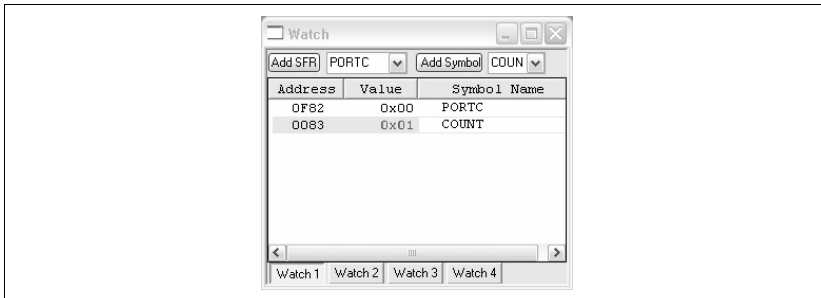 Watch
Add SFR PORTC Add Symbol COUN
Address Value Symbol Name
0F82 0x00 PORTC
0083 0x01 COUNT
Watch 1 Watch 2 Watch 3 Watch 4